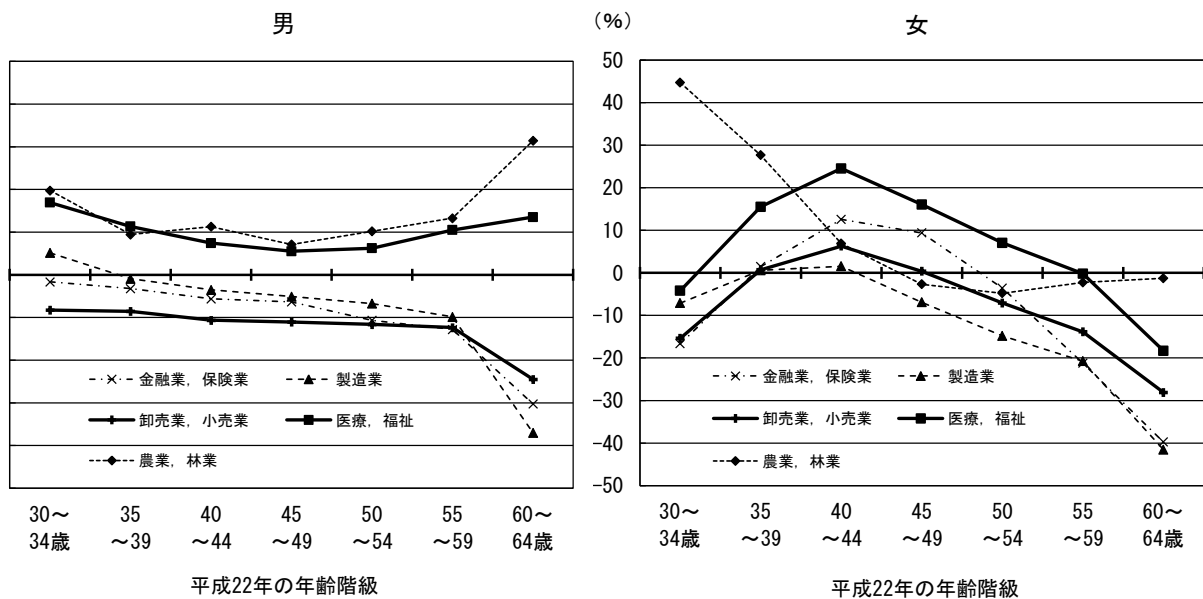 男
(%)
女
50
40
30
20
10
0
-10
-20
-30
-40
-50
金融業，保険業
製造業
卸売業，小売業
医療，福祉
農業，林業
金融業，保険業
製造業
卸売業，小売業
医療，福祉
農業，林業
30～ 35 40 45 50 55 60～
34歳 ～39 ～44 ～49 ～54 ～59 64歳
平成22年の年齢階級
30～ 35 40 45 50 55 60～
34歳 ～39 ～44 ～49 ～54 ～59 64歳
平成22年の年齢階級